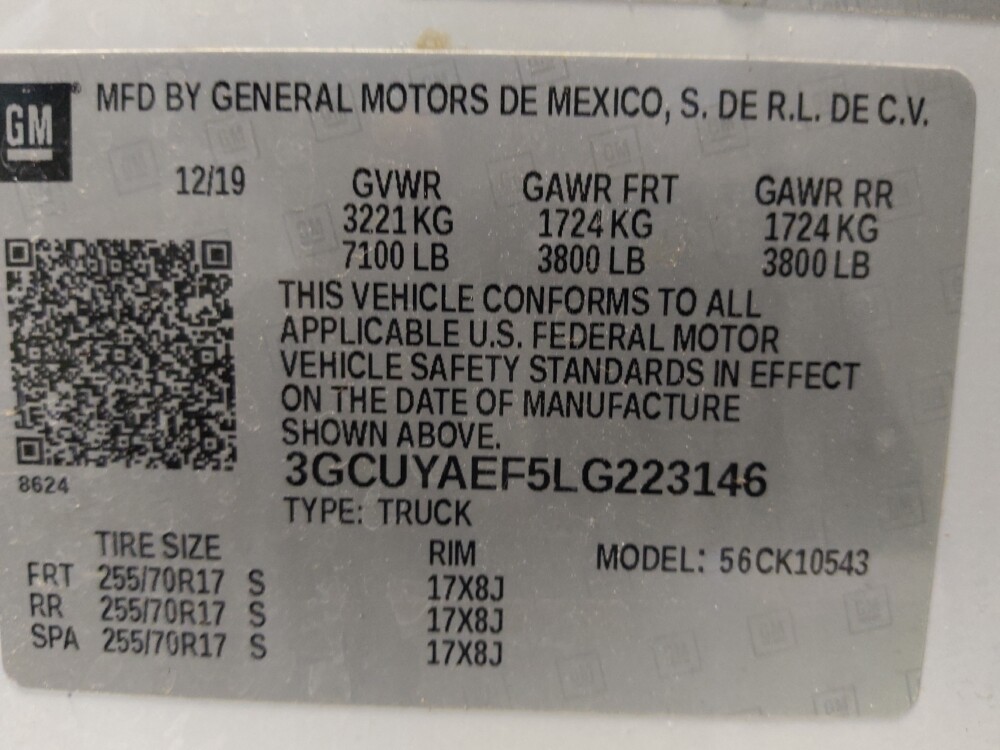 GM
MFD BY GENERAL MOTORS DE MEXICO, S. DE R.L. DE C.V.
12/19 GVWR GAWR FRT GAWR RR
3221 KG 1724 KG 1724 KG
7100 LB 3800 LB 3800 LB
THIS VEHICLE CONFORMS TO ALL
APPLICABLE U.S. FEDERAL MOTOR
VEHICLE SAFETY STANDARDS IN EFFECT
ON THE DATE OF MANUFACTURE
SHOWN ABOVE.
8624
3GCUYAEF5LG223146
TYPE: TRUCK
TIRE SIZE RIM MODEL: 56CK10543
FRT 255/70R17 S 17X8J
RR 255/70R17 S 17X8J
SPA 255/70R17 S 17X8J